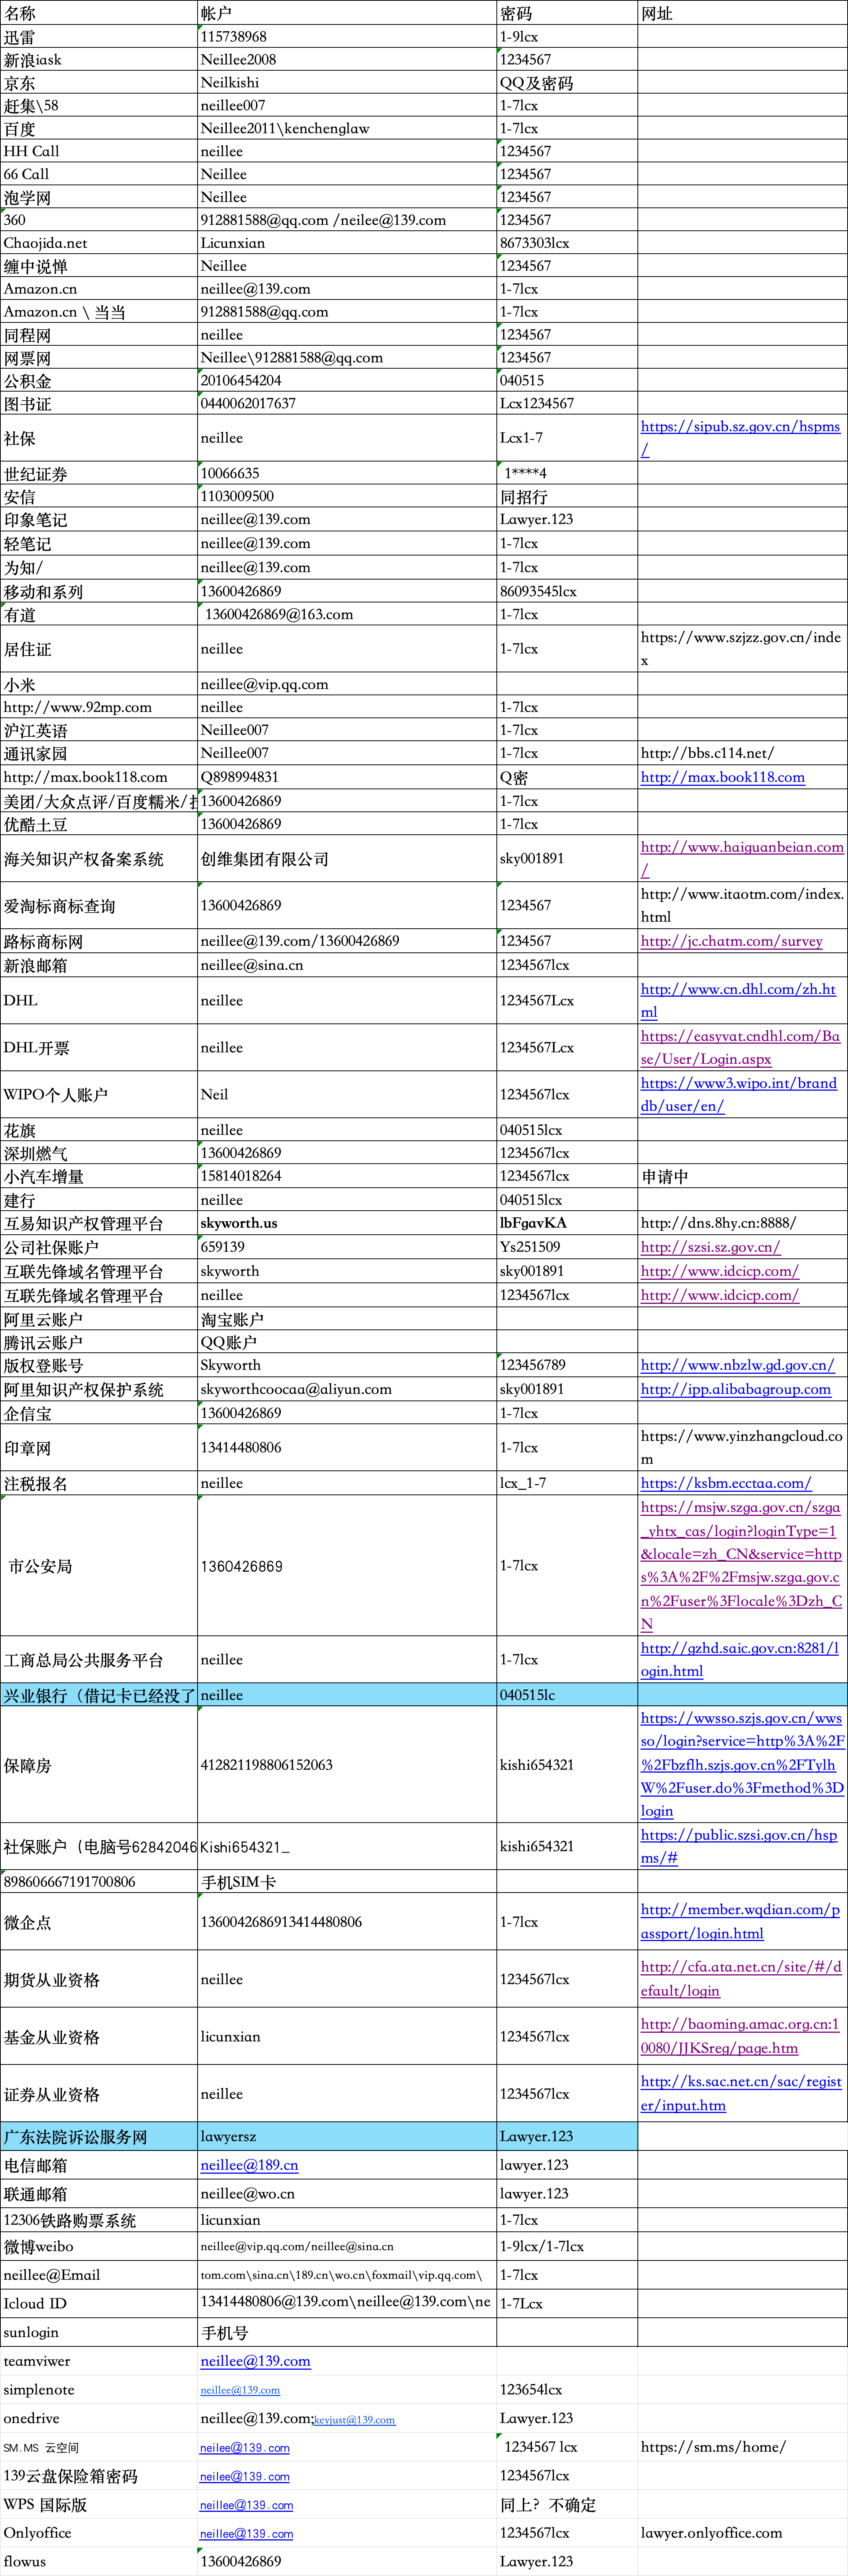 名称 帐户 密码 网址
迅雷 115738968 1-9lcx
新浪iask Neillee2008 1234567
京东 Neilkishi QQ及密码
赶集\58 neillee007 1-7lcx
百度 Neillee2011\kenchenglaw 1-7lcx
HH Call neillee 1234567
66 Call Neillee 1234567
泡学网 Neillee 1234567
360 912881588@qq.com /neilee@139.com 1234567
Chaojida.net Licunxian 8673303lcx
缠中说惮 Neillee 1234567
Amazon.cn neillee@139.com 1-7lcx
Amazon.cn \ 当当 912881588@qq.com 1-7lcx
同程网 neillee 1234567
网票网 Neillee\912881588@qq.com 1234567
公积金 20106454204 040515
图书证 0440062017637 Lcx1234567
社保 neillee Lcx1-7 https://sipub.sz.gov.cn/hspms
/
世纪证券 10066635 1****4
安信 1103009500 同招行
印象笔记 neillee@139.com Lawyer.123
轻笔记 neillee@139.com 1-7lcx
为知/ neillee@139.com 1-7lcx
移动和系列 13600426869 86093545lcx
有道 13600426869@163.com 1-7lcx
居住证 neillee 1-7lcx https://www.szjzz.gov.cn/inde
x
小米 neillee@vip.qq.com
http://www.92mp.com neillee 1-7lcx
沪江英语 Neillee007 1-7lcx
通讯家园 Neillee007 1-7lcx http://bbs.c114.net/
http://max.book118.com Q898994831 Q密 http://max.book118.com
美团/大众点评/百度糯米/ 13600426869 1-7lcx
优酷土豆 13600426869 1-7lcx
海关知识产权备案系统 创维集团有限公司 sky001891 http://www.haiguanbeian.com
/
爱淘标商标查询 13600426869 1234567 http://www.itaotm.com/index.
html
路标商标网 neillee@139.com/13600426869 1234567 http://jc.chatm.com/survey
新浪邮箱 neillee@sina.cn 1234567lcx
DHL neillee 1234567Lcx http://www.cn.dhl.com/zh.ht
ml
DHL开票 neillee 1234567Lcx https://easyvat.cndhl.com/Ba
se/User/Login.aspx
WIPO个人账户 Neil 1234567lcx https://www3.wipo.int/brand
db/user/en/
花旗 neillee 040515lcx
深圳燃气 13600426869 1234567lcx
小汽车增量 15814018264 1234567lcx 申请中
建行 neillee 040515lcx
互易知识产权管理平台 skyworth.us lbFgavKA http://dns.8hy.cn:8888/
公司社保账户 659139 Ys251509 http://szsi.sz.gov.cn/
互联先锋域名管理平台 skyworth sky001891 http://www.idcicp.com/
互联先锋域名管理平台 neillee 1234567lcx http://www.idcicp.com/
阿里云账户 淘宝账户
腾讯云账户 QQ账户
版权登账号 Skyworth 123456789 http://www.nbzlw.gd.gov.cn/
阿里知识产权保护系统 skyworthcoocaa@aliyun.com sky001891 http://ipp.alibabagroup.com
企信宝 13600426869 1-7lcx
印章网 13414480806 1-7lcx https://www.yinzhangcloud.co
m
注税报名 neillee lcx_1-7 https://ksbm.ecctaa.com/
市公安局 1360426869 1-7lcx https://msjw.szga.gov.cn/szga
_yhtx_cas/login?loginType=1
&locale=zh_CN&service=http
s%3A%2F%2Fmsjw.szga.gov.c
n%2Fuser%3Flocale%3Dzh_C
N
工商总局公共服务平台 neillee 1-7lcx http://gzhd.saic.gov.cn:8281/l
ogin.html
兴业银行（借记卡已经没了 neillee 040515lc
保障房 412821198806152063 kishi654321 https://wwsso.szjs.gov.cn/wws
so/login?service=http%3A%2F
%2Fbzflh.szjs.gov.cn%2FTylh
W%2Fuser.do%3Fmethod%3D
login
社保账户（电脑号62842046 Kishi654321_ kishi654321 https://public.szsi.gov.cn/hsp
ms/#
898606667191700806 手机SIM卡
微企点 1360042686913414480806 1-7lcx http://member.wqdian.com/p
assport/login.html
期货从业资格 neillee 1234567lcx http://cfa.ata.net.cn/site/#/d
efault/login
基金从业资格 licunxian 1234567lcx http://baoming.amac.org.cn:1
0080/JJKSreg/page.htm
证券从业资格 neillee 1234567lcx http://ks.sac.net.cn/sac/regist
er/input.htm
广东法院诉讼服务网 lawyersz Lawyer.123
电信邮箱 neillee@189.cn lawyer.123
联通邮箱 neillee@wo.cn lawyer.123
12306铁路购票系统 licunxian 1-7lcx
微博weibo neillee@vip.qq.com/neillee@sina.cn 1-9lcx/1-7lcx
neillee@Email tom.com\sina.cn\189.cn\wo.cn\foxmail\vip.qq.com\ 1-7lcx
Icloud ID 13414480806@139.com\neillee@139.com\ne 1-7Lcx
sunlogin 手机号
teamviwer neillee@139.com
simplenote neillee@139.com 123654lcx
onedrive neillee@139.com;keyjust@139.com Lawyer.123
SM.MS 云空间 neilee@139.com 1234567 lcx https://sm.ms/home/
139云盘保险箱密码 neilee@139.com 1234567lcx
WPS 国际版 neillee@139.com 同上？不确定
Onlyoffice neillee@139.com 1234567lcx lawyer.onlyoffice.com
flowus 13600426869 Lawyer.123